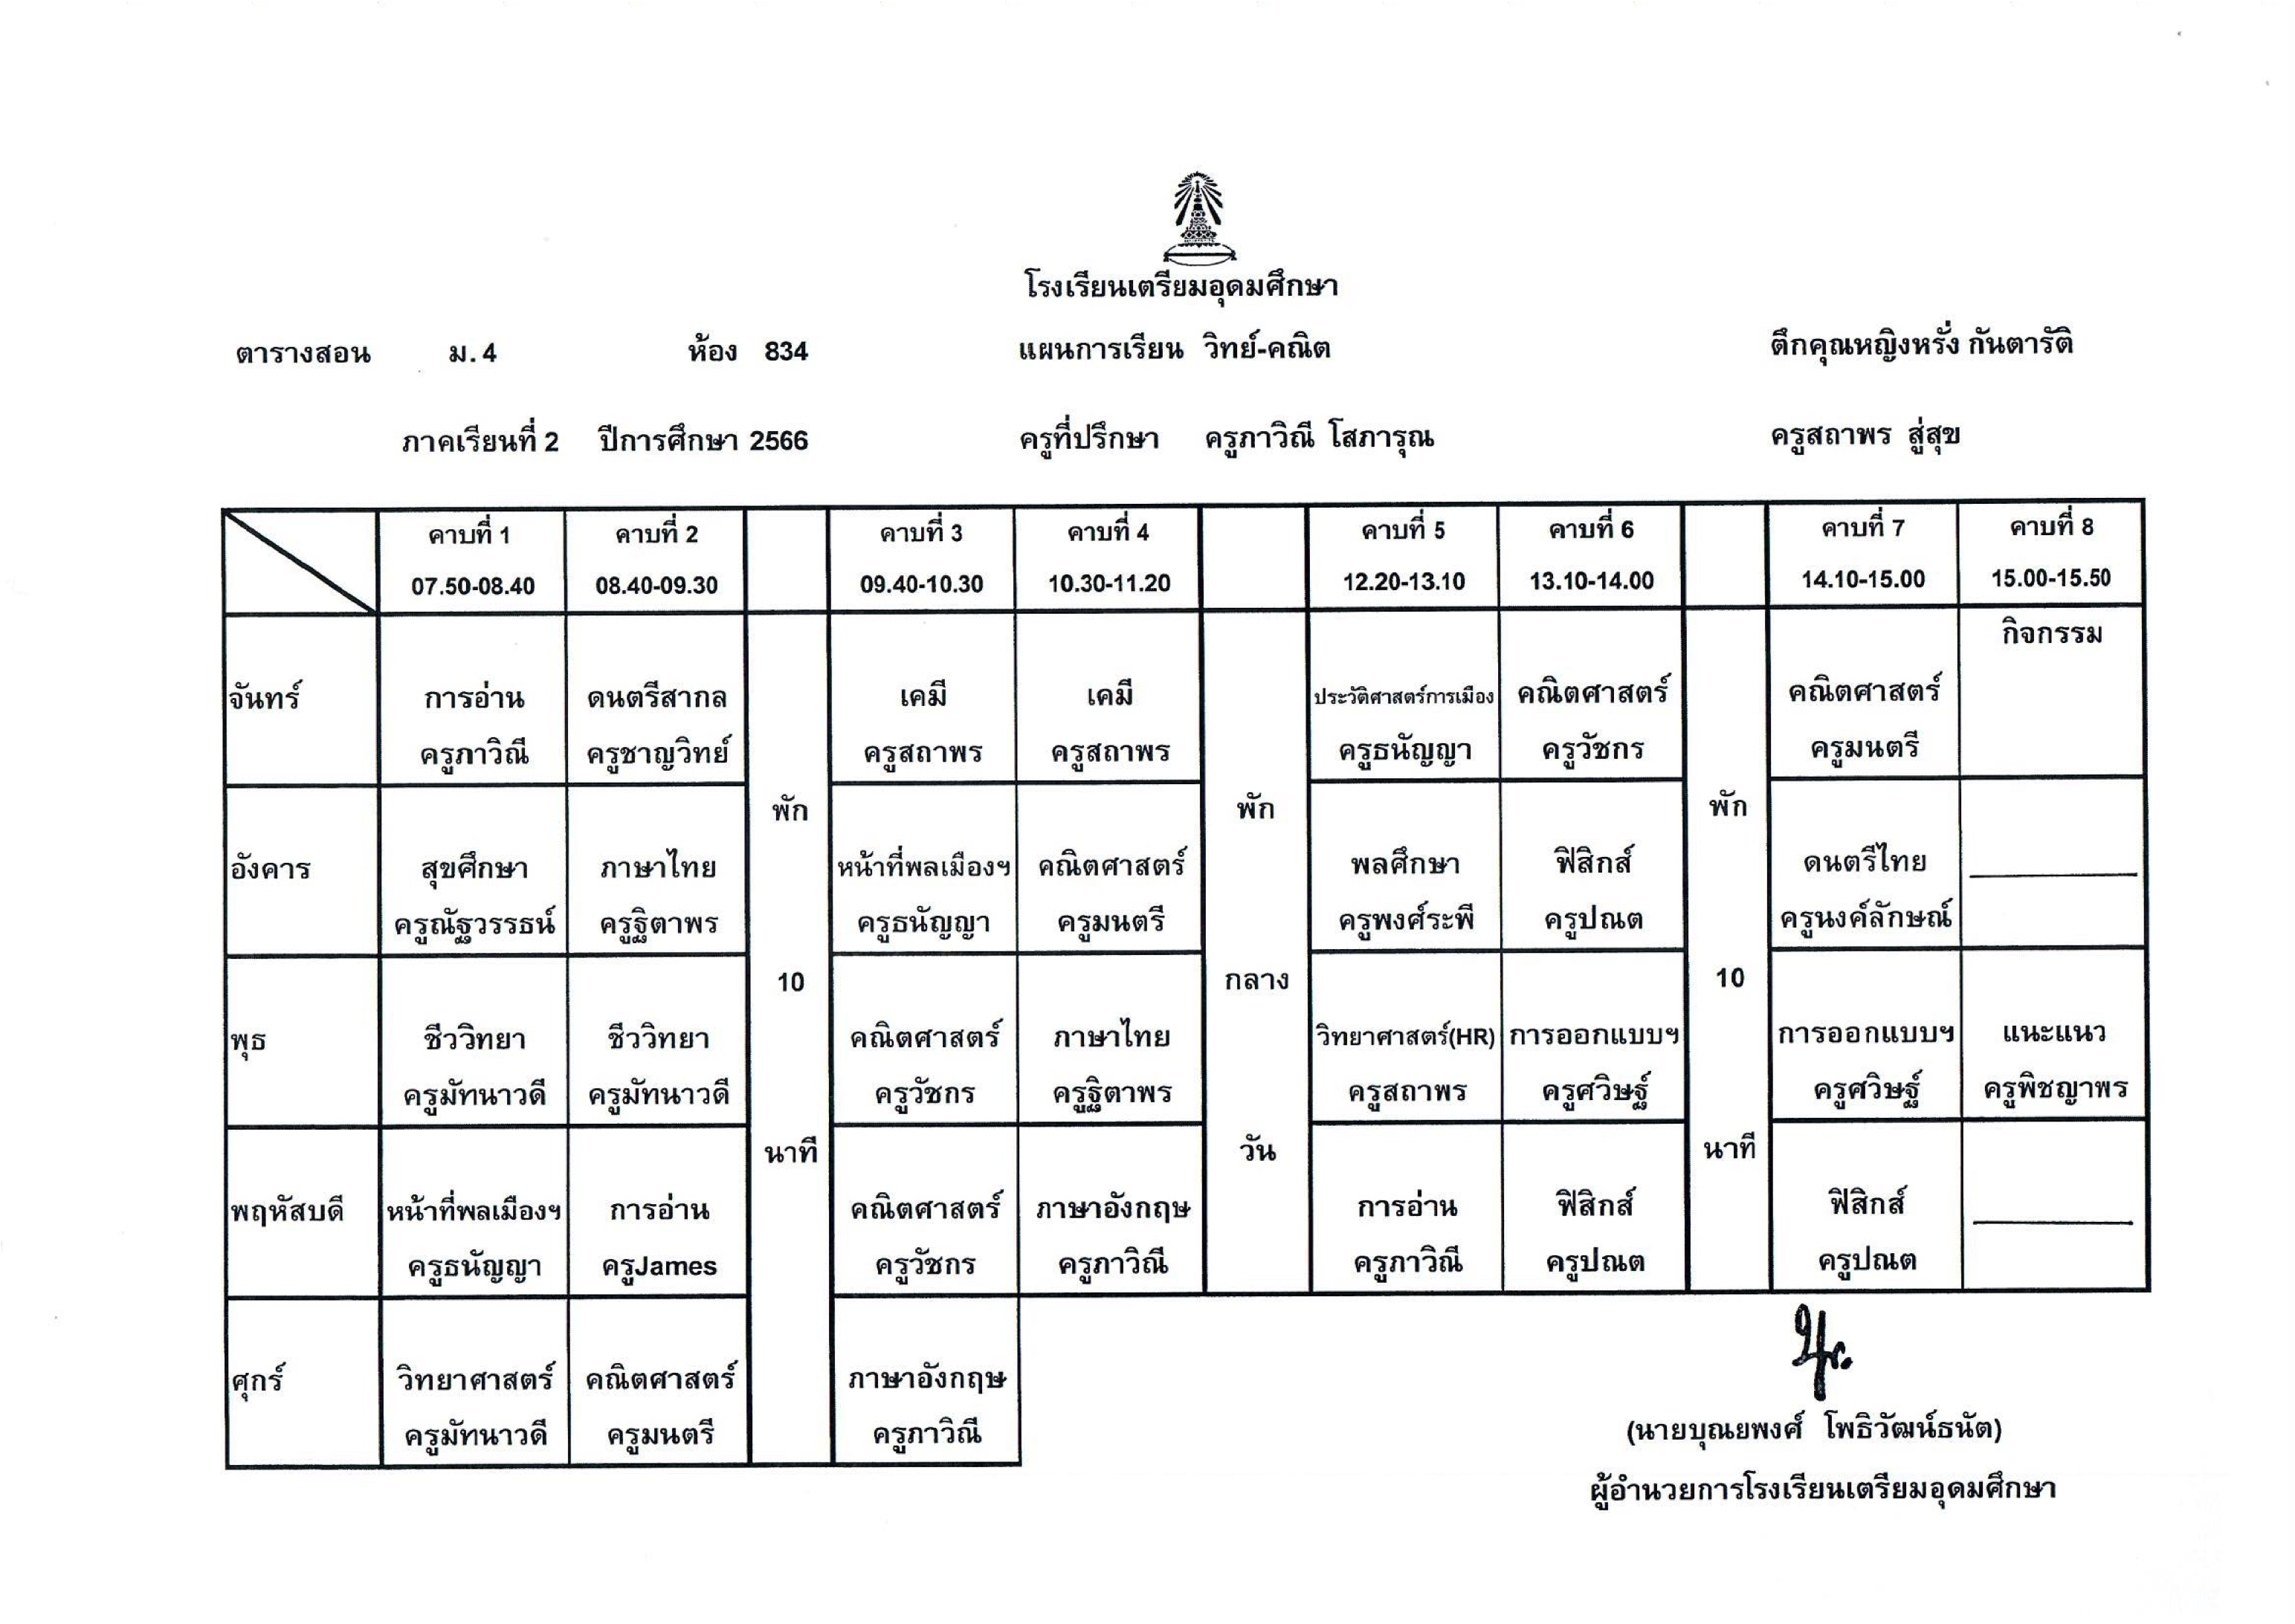 โรงเรียนเตรียมอุดมศึกษา
ตารางสอน ม.4 ห้อง 834 แผนการเรียน วิทย์-คณิต ตึกคุณหญิงหรั่ง กันตารัติ
ภาคเรียนที่ 2 ปีการศึกษา 2566 ครูที่ปรึกษา ครูภาวิณี โสภารุณ ครูสถาพร สู่สุข
คาบที่ 1 คาบที่ 2 คาบที่ 3 คาบที่ 4 คาบที่ 5 คาบที่ 6 คาบที่ 7 คาบที่ 8
07.50-08.40 08.40-09.30 09.40-10.30 10.30-11.20 12.20-13.10 13.10-14.00 14.10-15.00 15.00-15.50
กิจกรรม
จันทร์ การอ่าน ดนตรีสากล เคมี เคมี ประวัติศาสตร์การเมือง คณิตศาสตร์ คณิตศาสตร์
ครูภาวิณี ครูชาญวิทย์ ครูสถาพร ครูสถาพร ครูธนัญญา ครูวัชกร ครูมนตรี
พัก พัก พัก
อังคาร สุขศึกษา ภาษาไทย หน้าที่พลเมืองฯ คณิตศาสตร์ พลศึกษา ฟิสิกส์ ดนตรีไทย
ครูณัฐวรรธน์ ครูฐิตาพร ครูธนัญญา ครูมนตรี ครูพงศ์ระพี ครูปณต ครูนงค์ลักษณ์
10 กลาง 10
พุธ ชีววิทยา ชีววิทยา คณิตศาสตร์ ภาษาไทย วิทยาศาสตร์(HR) การออกแบบฯ การออกแบบฯ แนะแนว
ครูมัทนาวดี ครูมัทนาวดี ครูวัชกร ครูฐิตาพร ครูสถาพร ครูศวิษฐ์ ครูศวิษฐ์ ครูพิชญาพร
นาที วัน นาที
พฤหัสบดี หน้าที่พลเมืองฯ การอ่าน คณิตศาสตร์ ภาษาอังกฤษ การอ่าน ฟิสิกส์ ฟิสิกส์
ครูธนัญญา ครูJames ครูวัชกร ครูภาวิณี ครูภาวิณี ครูปณต ครูปณต
ศุกร์ วิทยาศาสตร์ คณิตศาสตร์ ภาษาอังกฤษ
ครูมัทนาวดี ครูมนตรี ครูภาวิณี
(นายบุณยพงศ์ โพธิวัฒน์ธนัต)
ผู้อำนวยการโรงเรียนเตรียมอุดมศึกษา